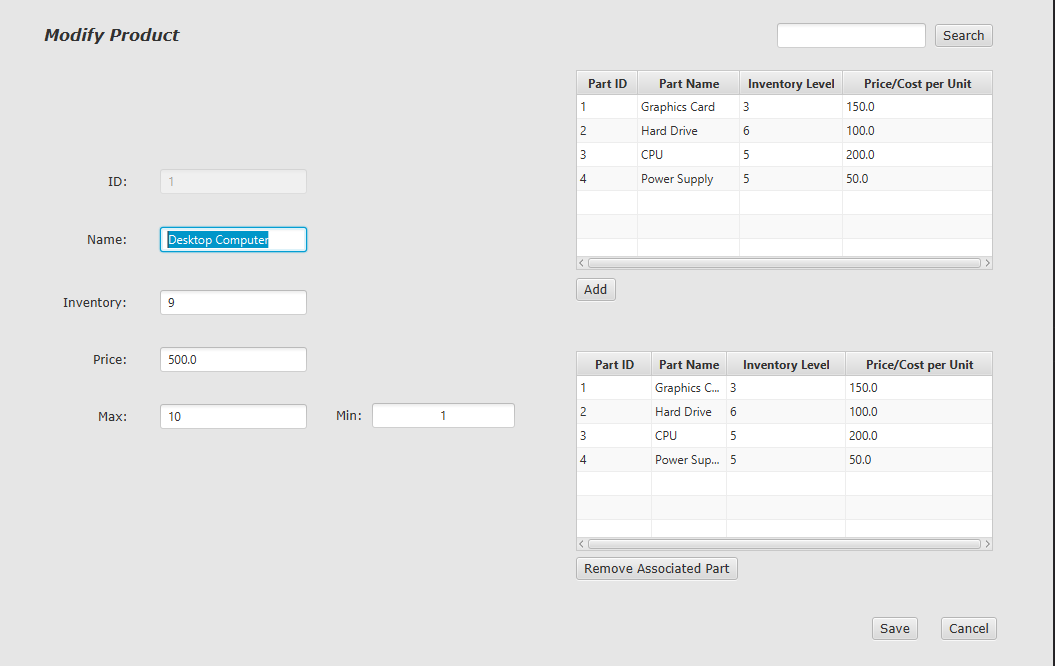 Modify Product
Search
Part ID Part Name Inventory Level Price/Cost per Unit
1 Graphics Card 3 150.0
2 Hard Drive 6 100.0
3 CPU 5 200.0
4 Power Supply 5 50.0
Add
ID: 1
Name: Desktop Computer
Inventory: 9
Price: 500.0
Max: 10 Min: 1
Part ID Part Name Inventory Level Price/Cost per Unit
1 Graphics C... 3 150.0
2 Hard Drive 6 100.0
3 CPU 5 200.0
4 Power Sup... 5 50.0
Remove Associated Part
Save Cancel